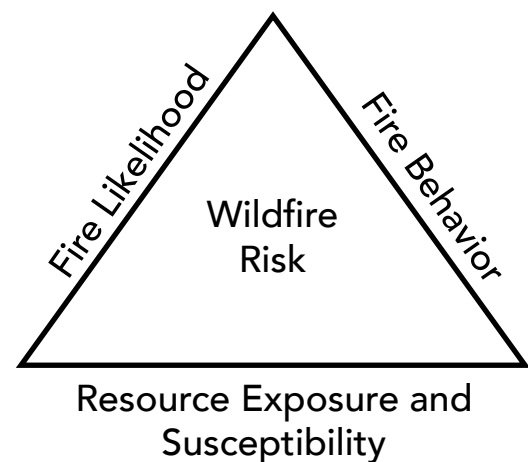 Fire Likelihood
Fire Behavior
Wildfire
Risk
Resource Exposure and
Susceptibility